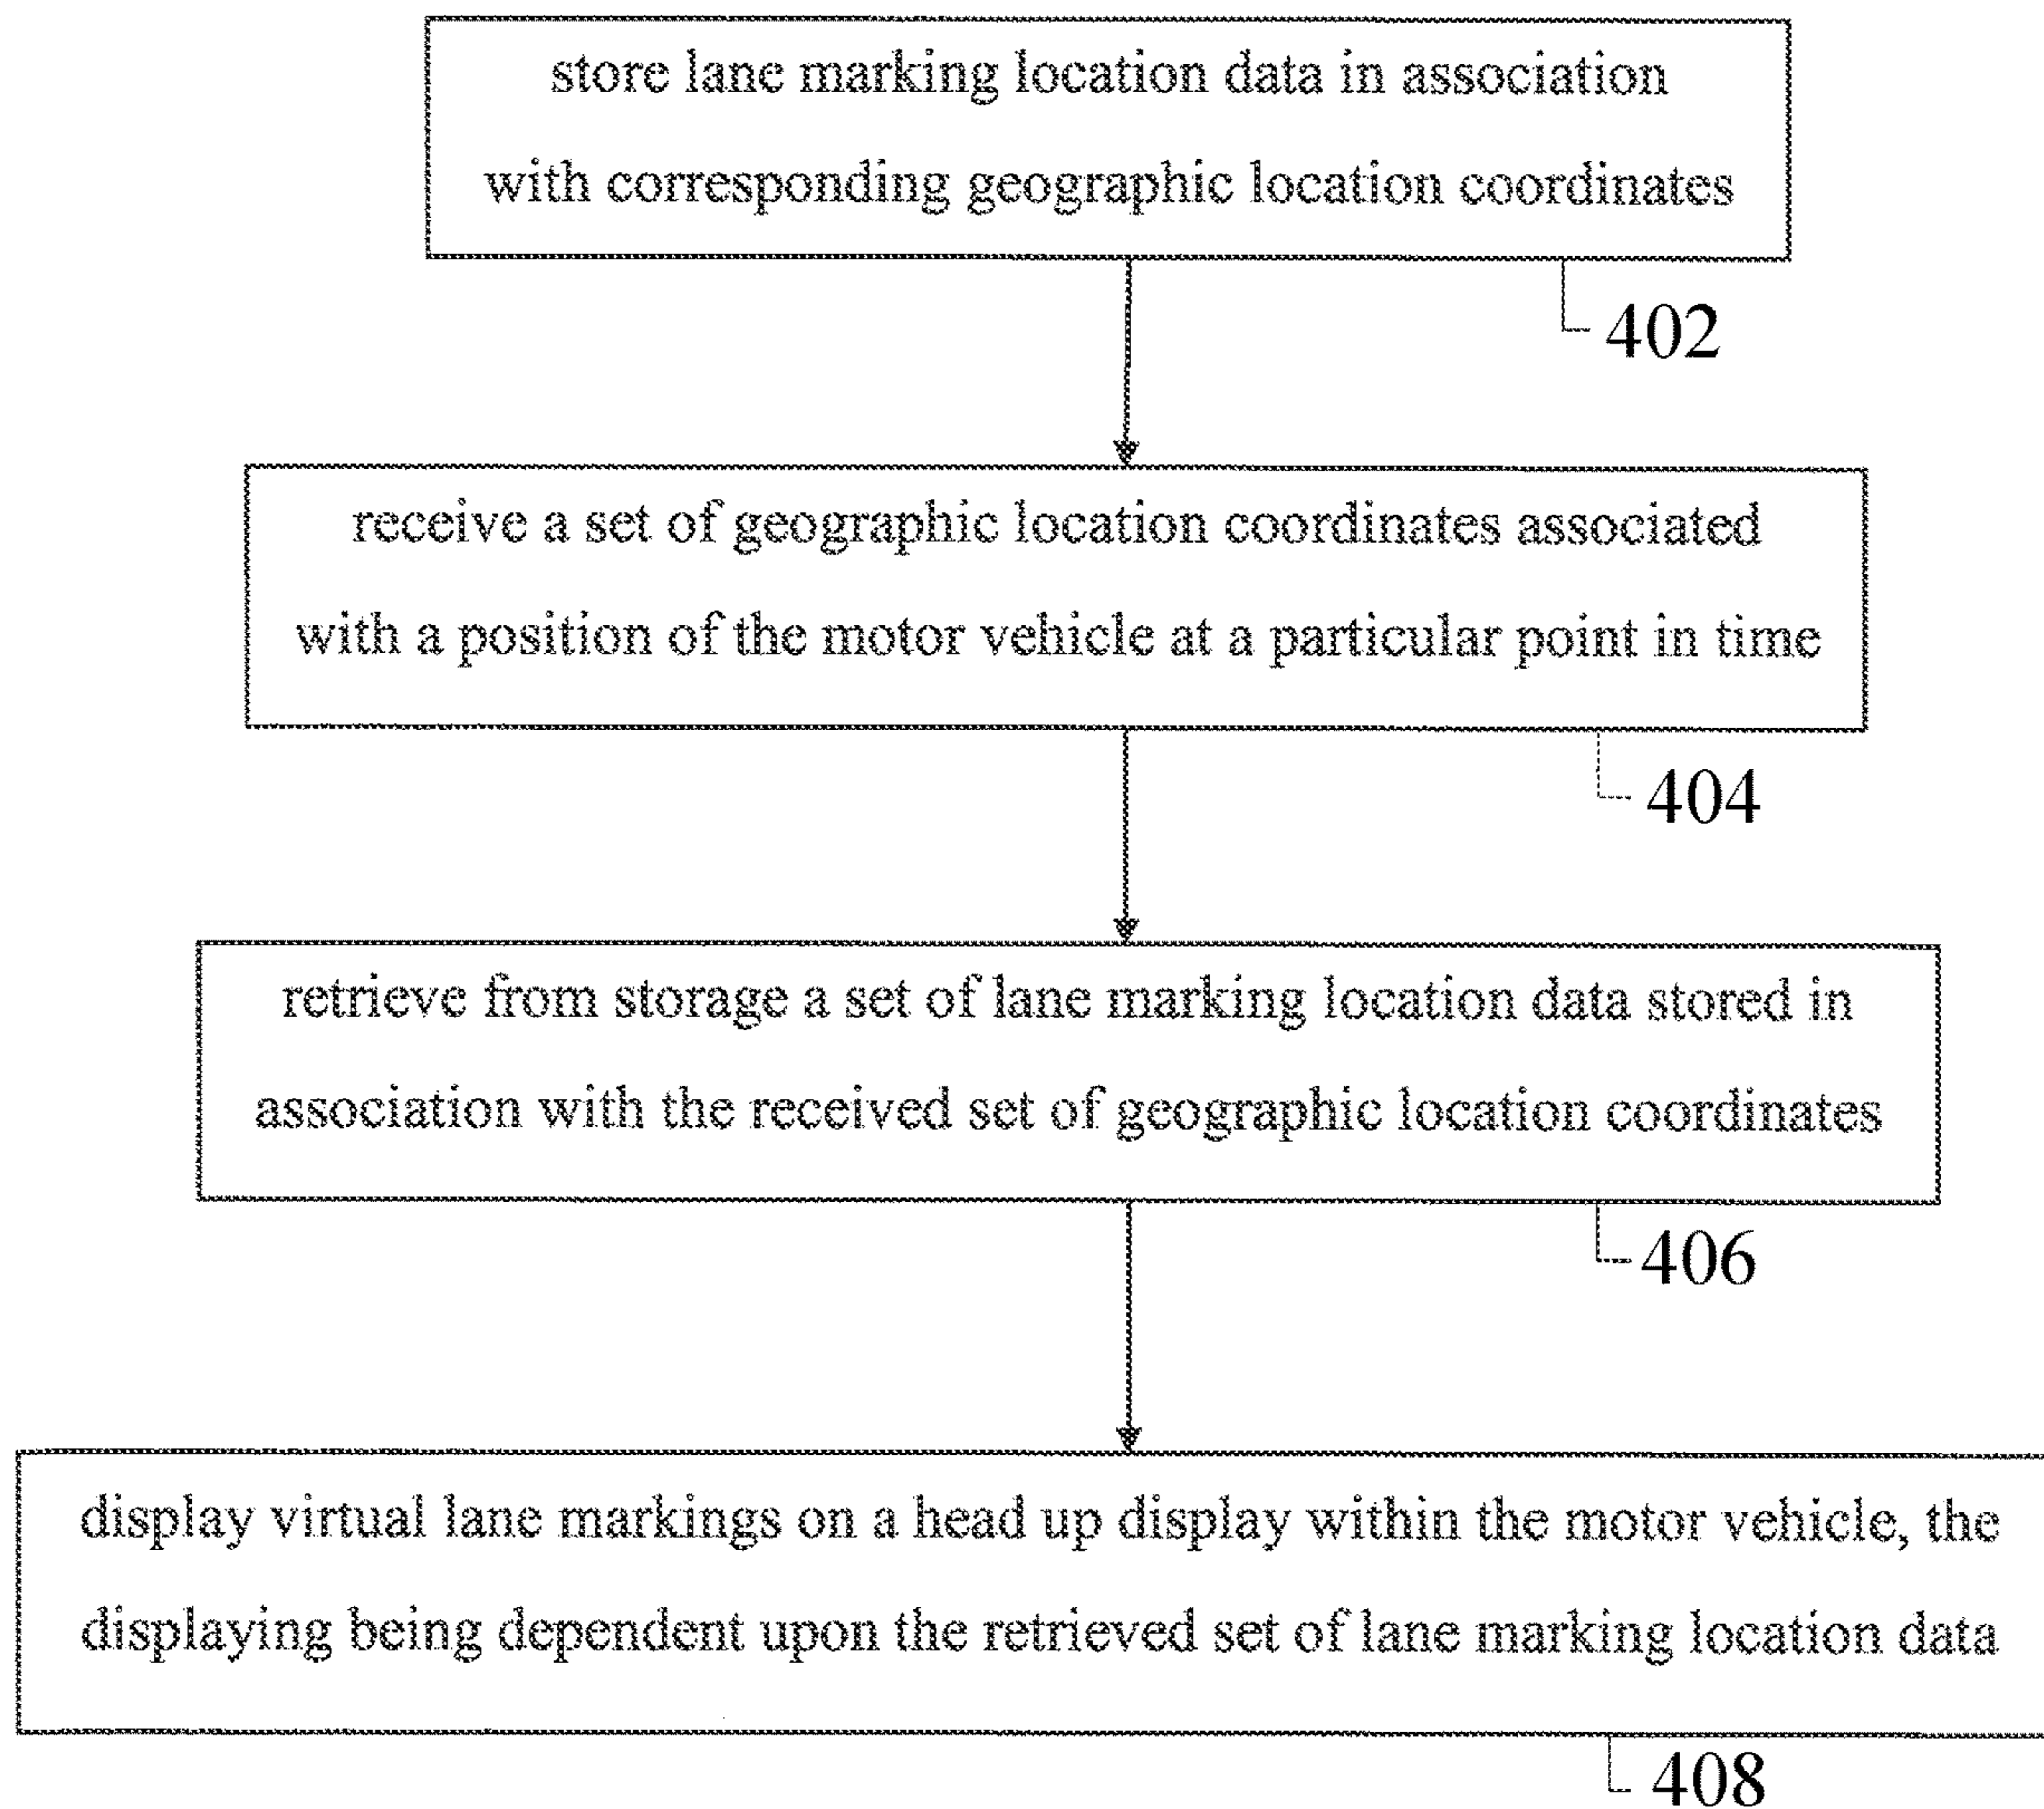 store lane marking location data in association
with corresponding geographic location coordinates
402
receive a set of geographic location coordinates associated
with a position of the motor vehicle at a particular point in time
404
retrieve from storage a set of lane marking location data stored in
association with the received set of geographic location coordinates
406
display virtual lane markings on a head up display within the motor vehicle, the
displaying being dependent upon the retrieved set of lane marking location data
408